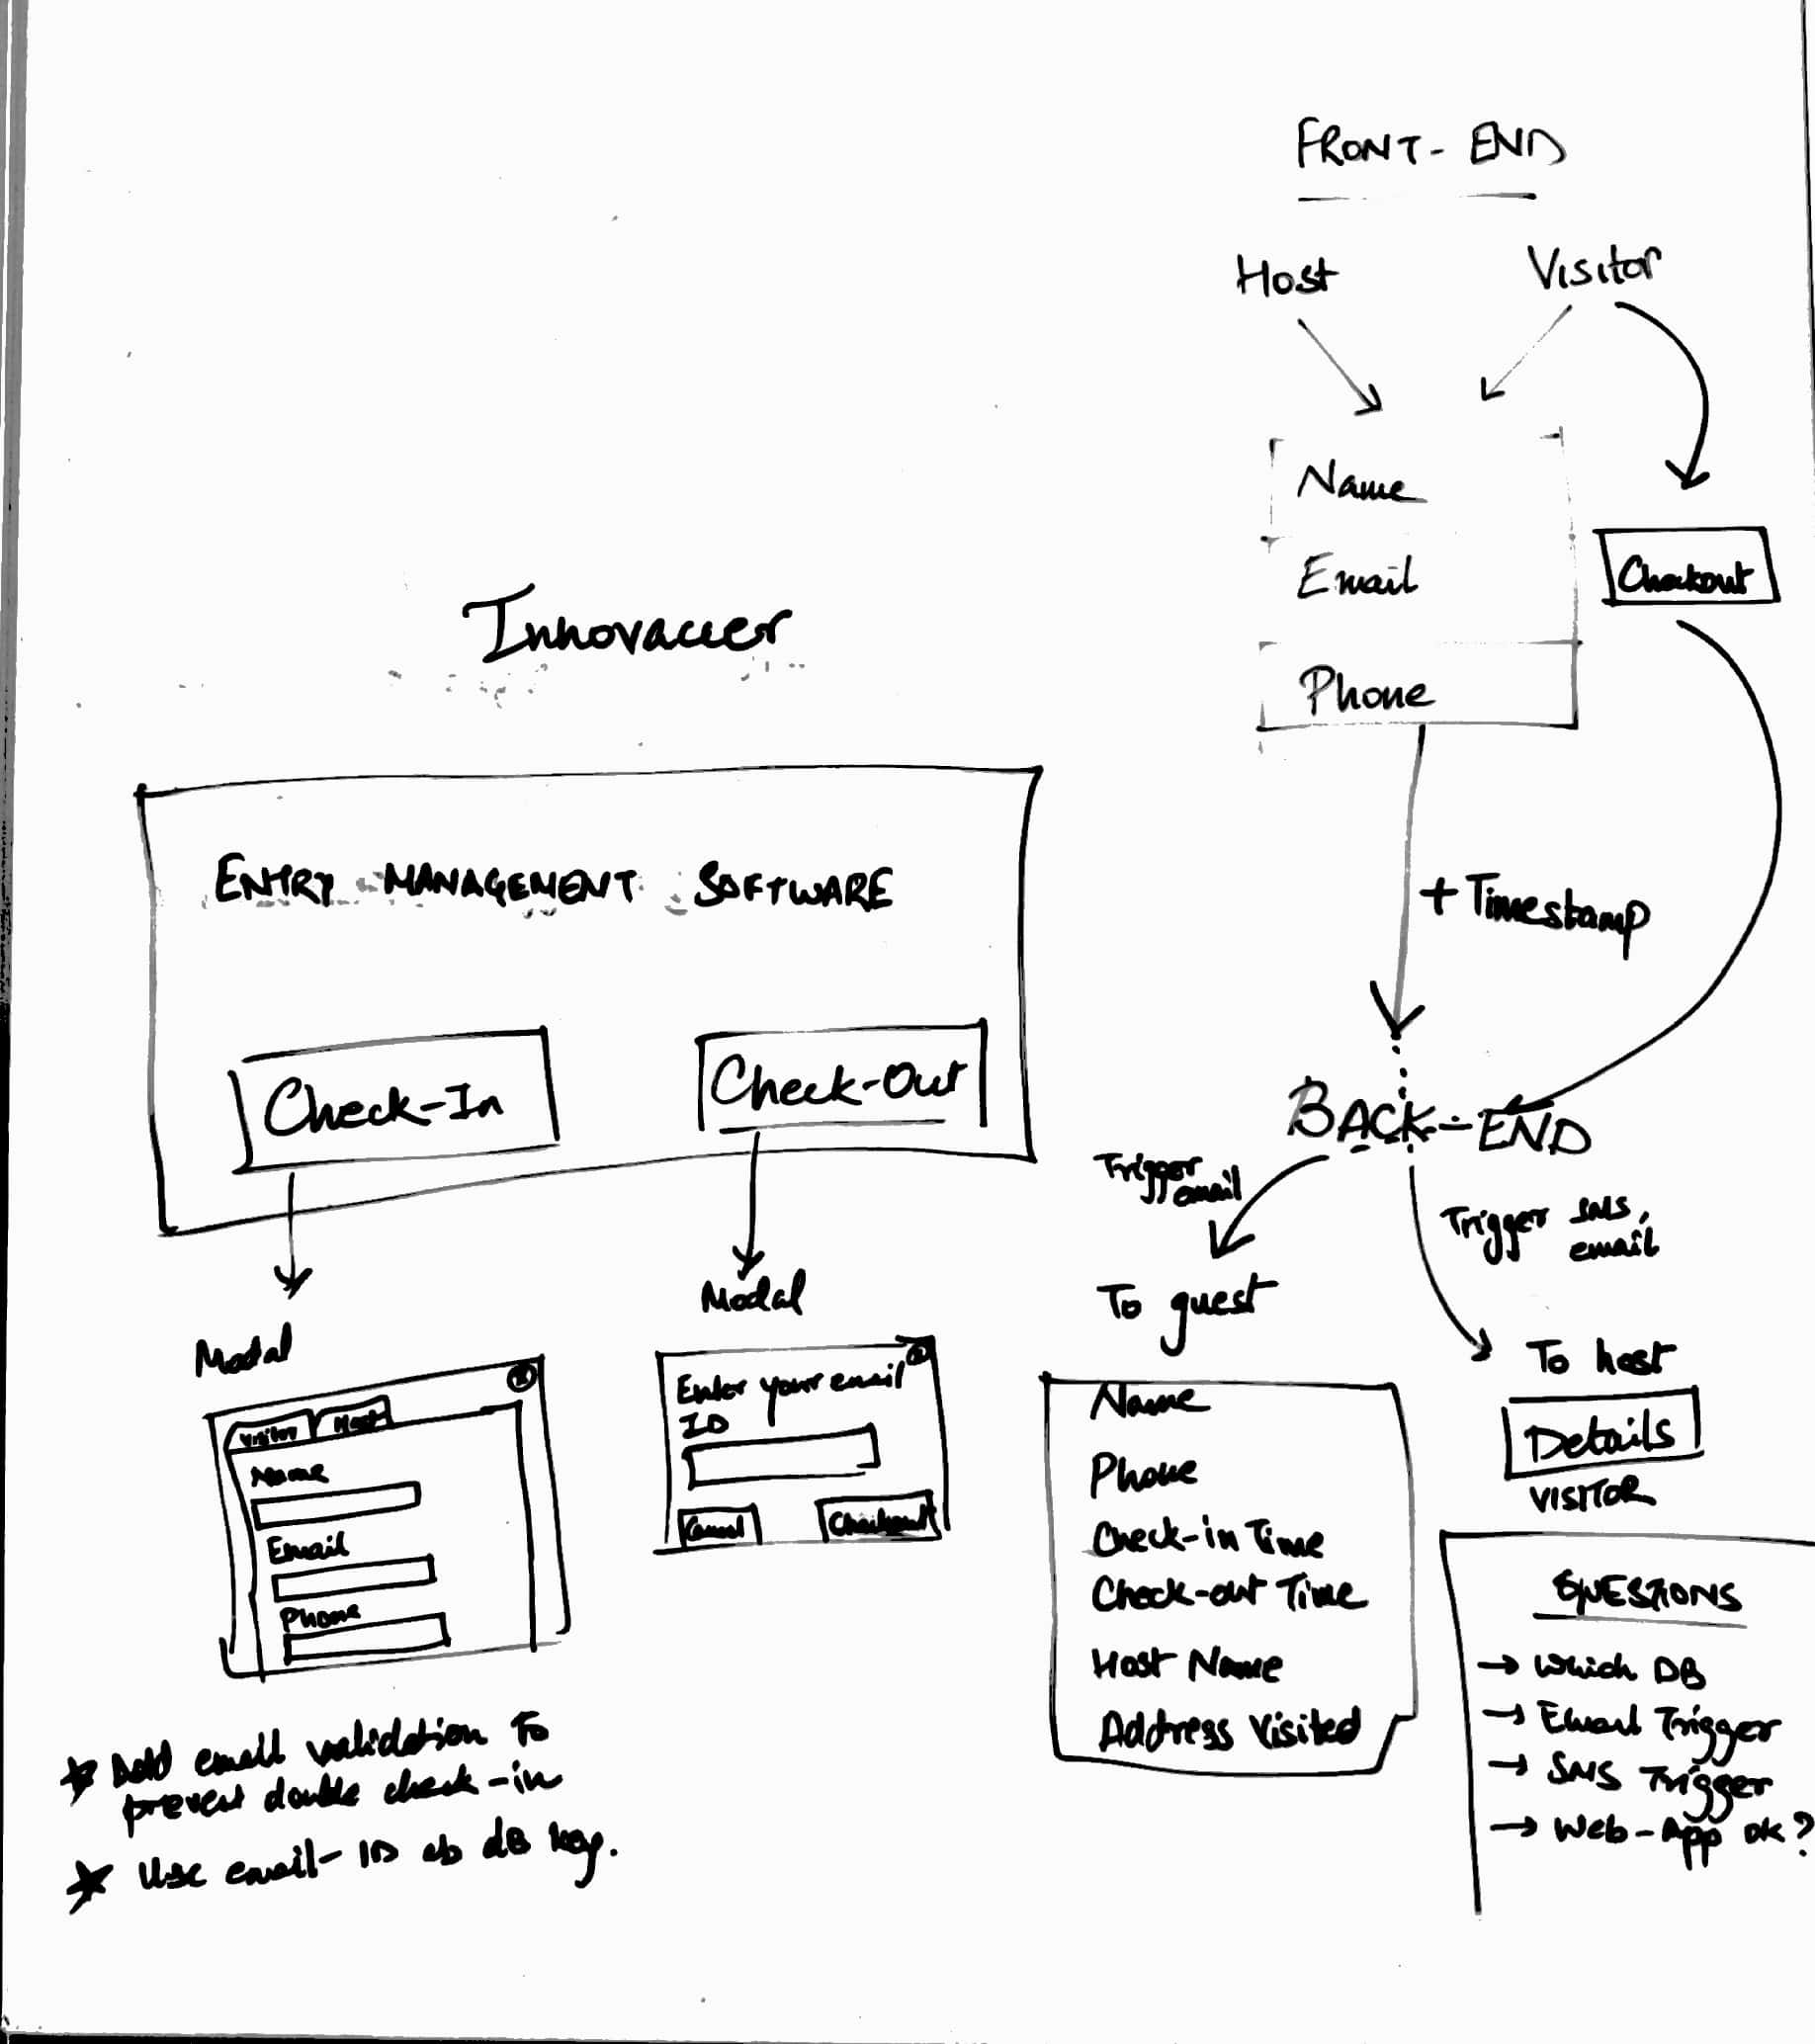 Innovaccer
ENTRY MANAGEMENT SOFTWARE
Check-In
Check-Out
Modal
Visitor Host
Name
Email
Phone
Modal
Enter your email
ID
Cancel Checkout
* Add email validation to
prevent double check-in
* Use email-ID as dB key.
FRONT-END
Host Visitor
Name
Email
Phone
Checkout
+ Timestamp
BACK-END
Trigger
email
To guest
Name
Phone
Check-in Time
Check-out Time
Host Name
Address Visited
Trigger SMS,
email
To host
Details
VISITOR
QUESTIONS
→ Which DB
→ Email Trigger
→ SMS Trigger
→ Web-App ok?